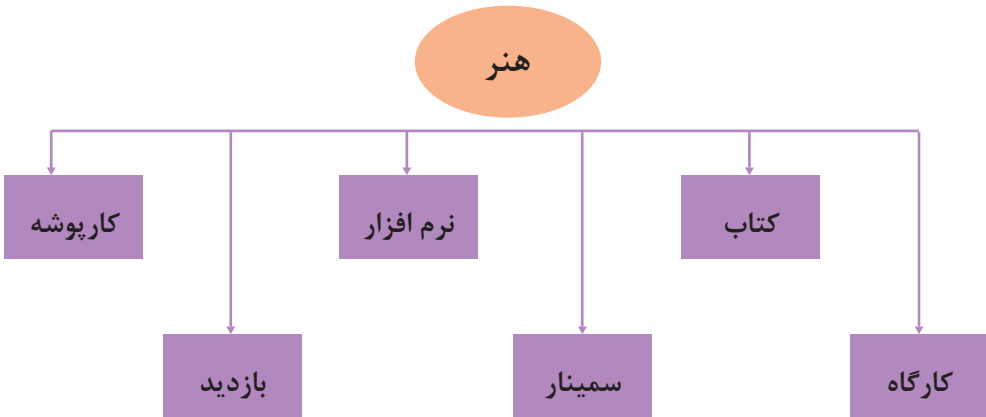 هنر
کتاب
نرم افزار
کارپوشه
کارگاه
سمینار
بازدید